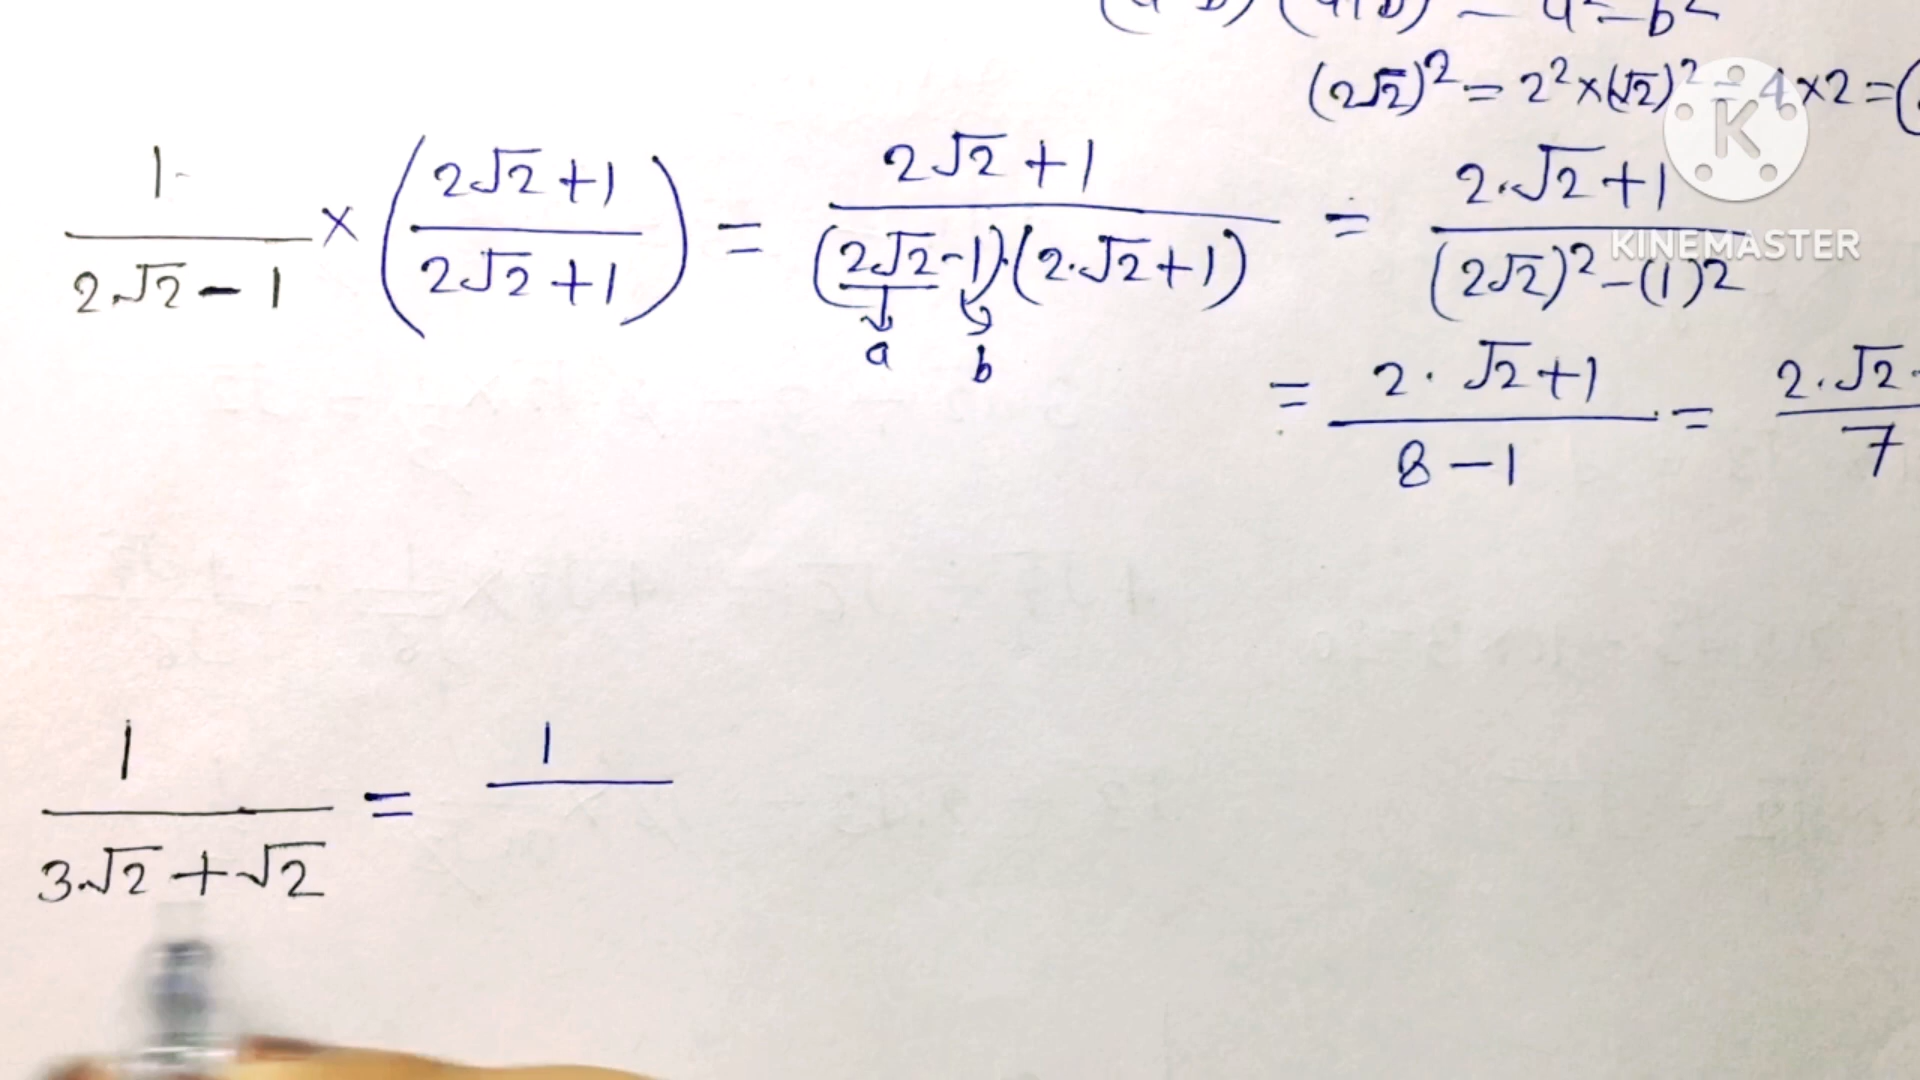 (2√2)² = 2² × (√2)² = 4 × 2 =
1/(2·√2 − 1) × ((2√2 + 1)/(2√2 + 1)) = (2√2 + 1)/((2√2 − 1)·(2·√2 + 1)) = (2·√2 + 1)/((2√2)² − (1)²)
a b
= (2·√2 + 1)/(8 − 1) = 2·√2 /7
1/(3·√2 + √2) = 1/
KINEMASTER